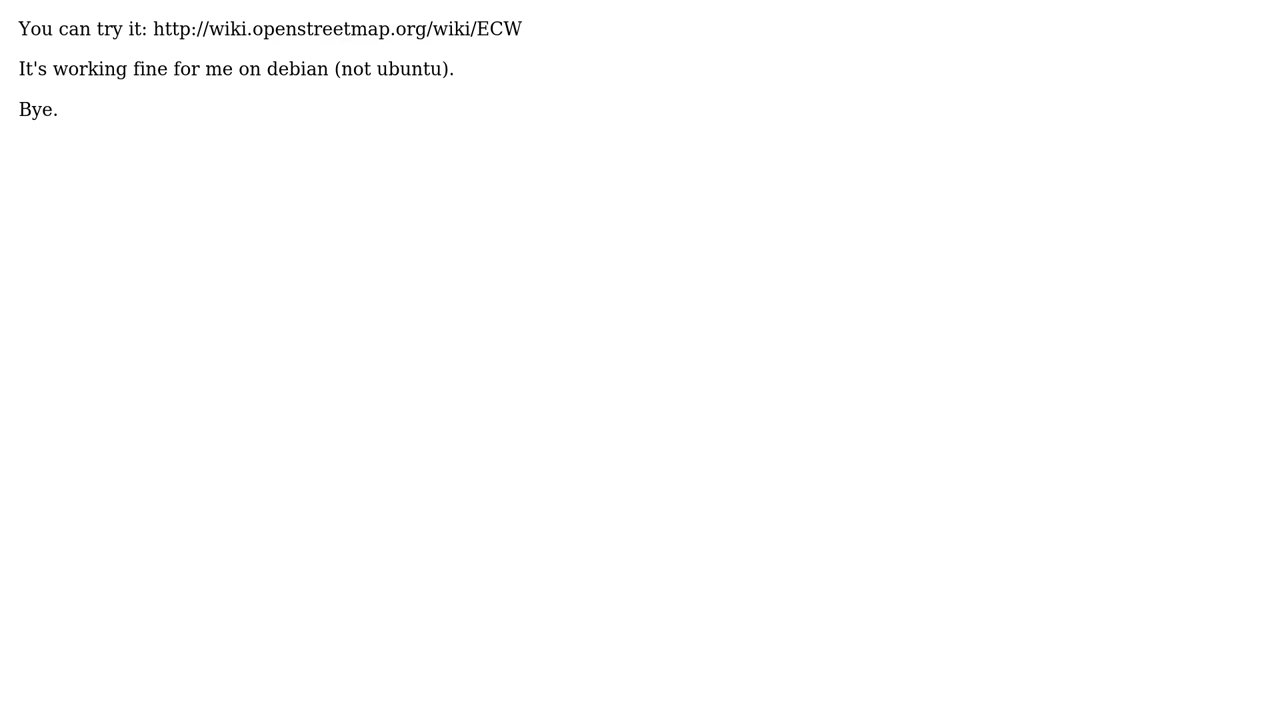 You can try it: http://wiki.openstreetmap.org/wiki/ECW
It's working fine for me on debian (not ubuntu).
Bye.